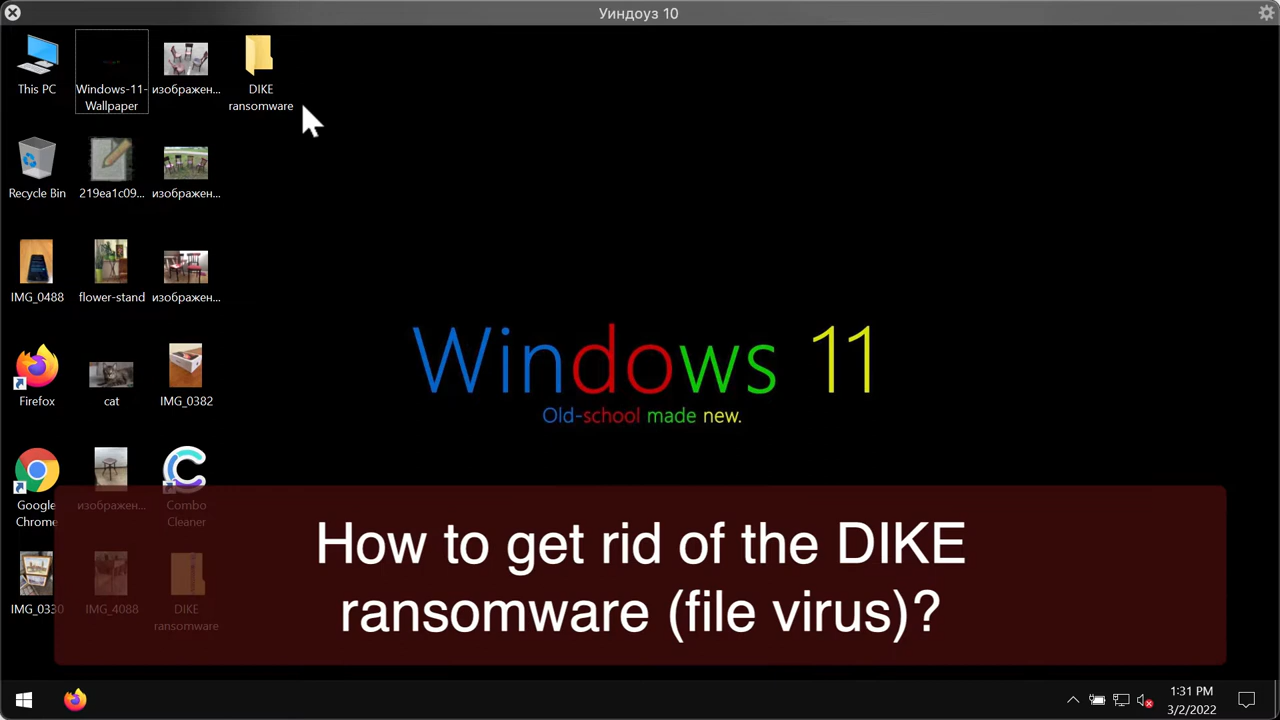 Уиндоуз 10
This PC
Windows-11-
Wallpaper
изображен...
DIKE
ransomware
Recycle Bin
219ea1c09...
изображен...
IMG_0488
flower-stand
изображен...
Firefox
cat
IMG_0382
Google
Chrome
изображен...
Combo
Cleaner
IMG_0330
IMG_4088
DIKE
ransomware
Windows 11
Old-school made new.
How to get rid of the DIKE
ransomware (file virus)?
1:31 PM
3/2/2022